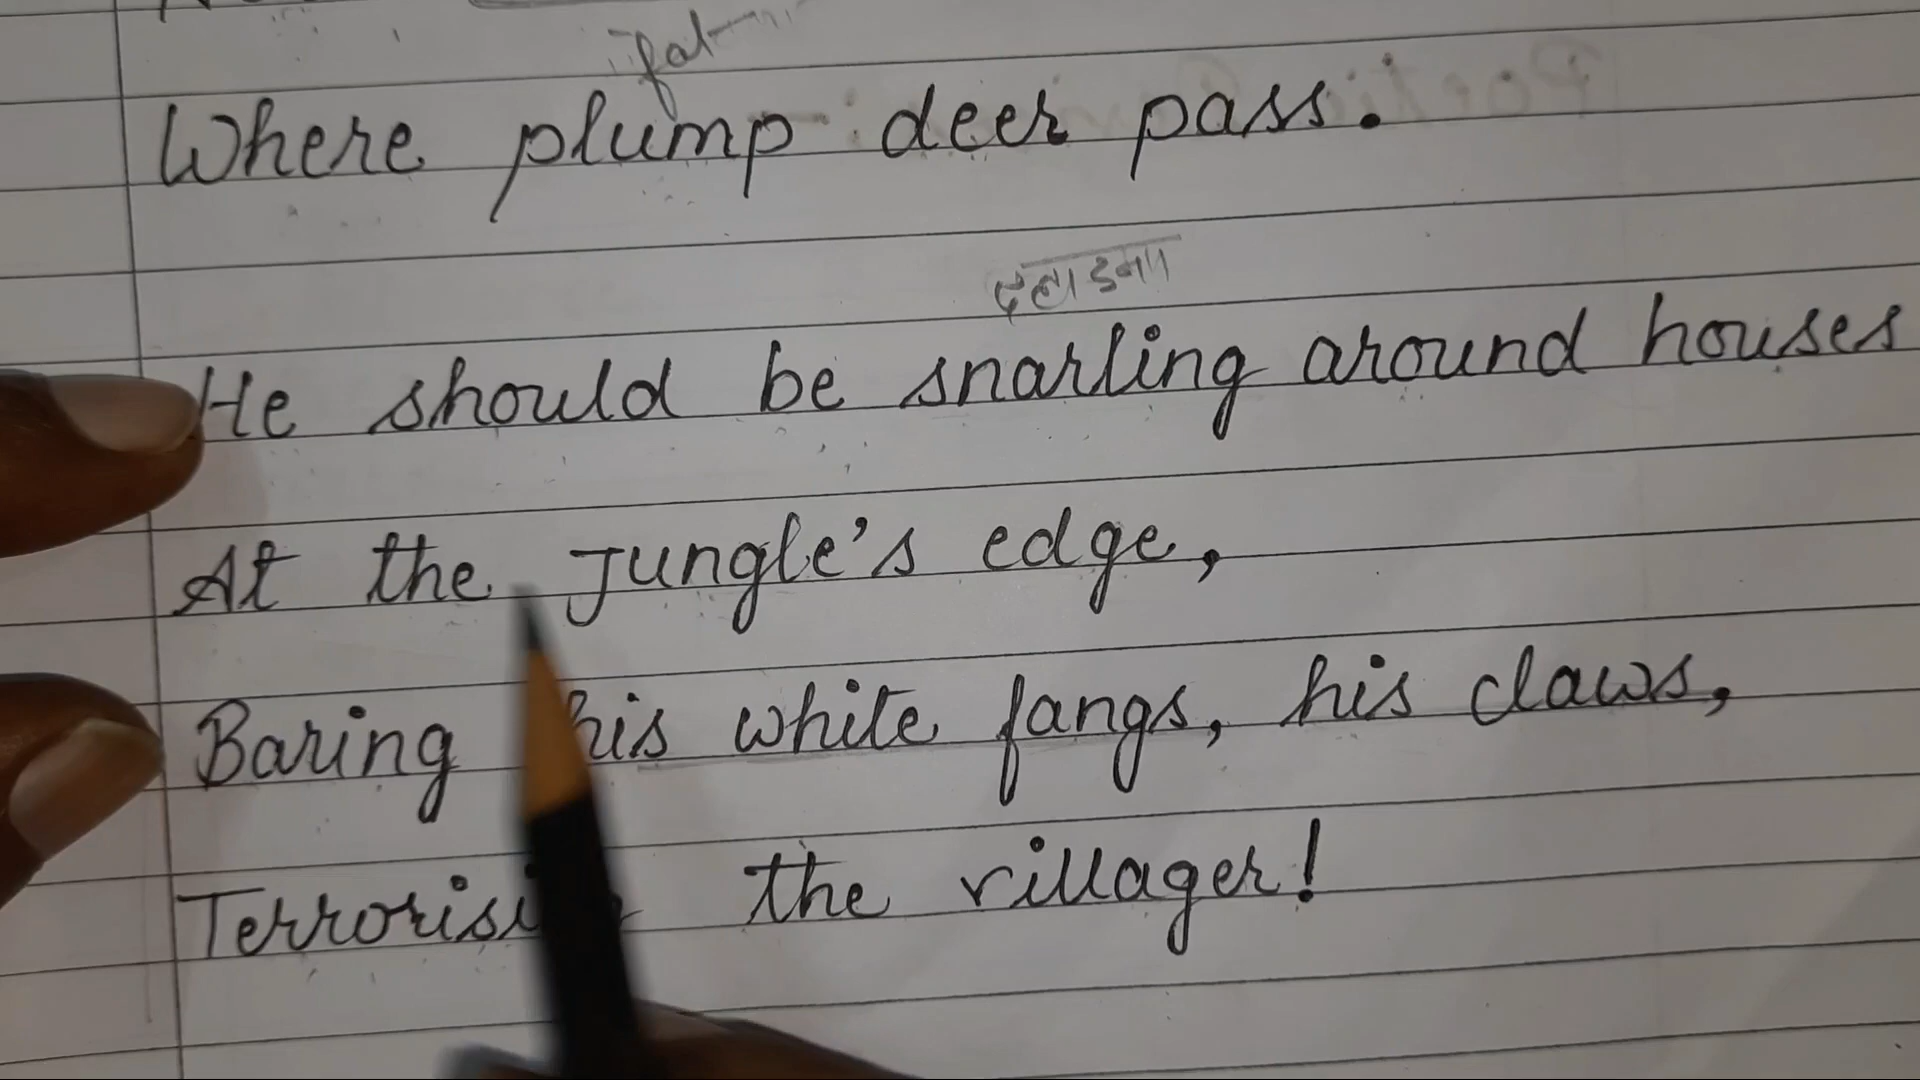 fat
Where plump deer pass.
दहाडना
He should be snarling around houses
At the Jungle's edge,
Baring his white fangs, his claws,
the villager!